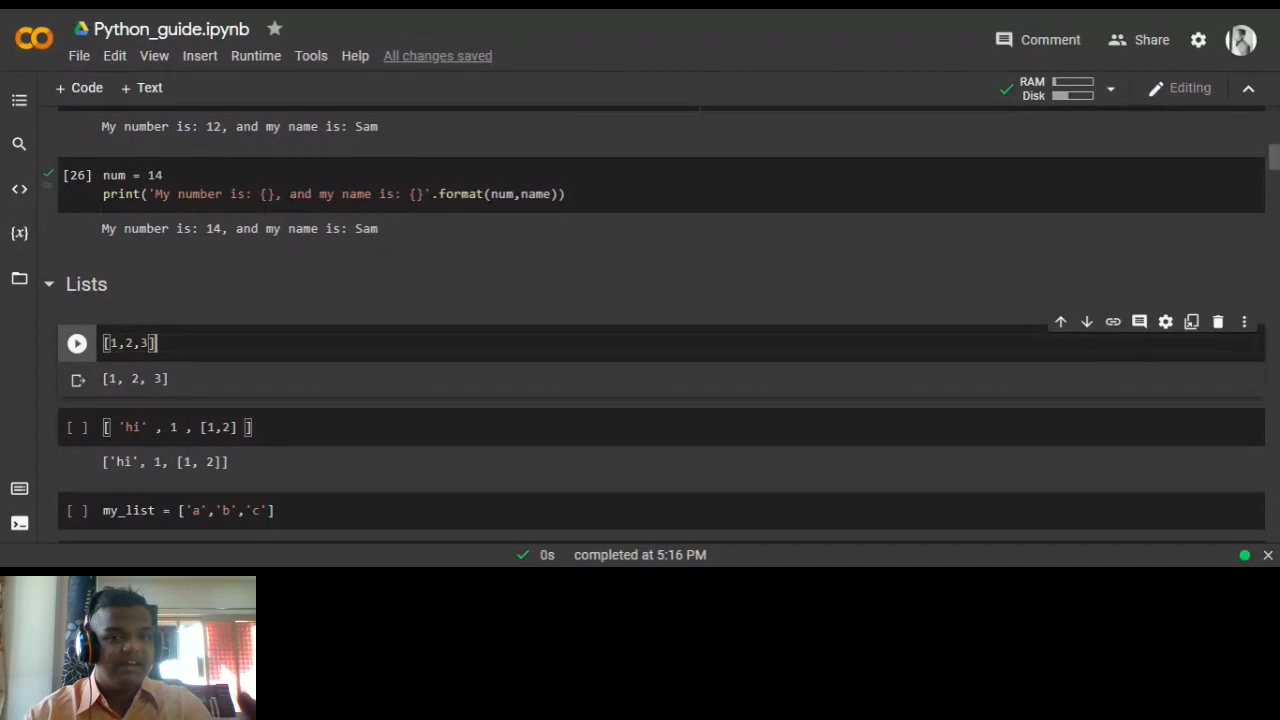 Python_guide.ipynb
File Edit View Insert Runtime Tools Help All changes saved
Comment Share
+ Code + Text
RAM
Disk
Editing
My number is: 12, and my name is: Sam
[26] num = 14
print('My number is: {}, and my name is: {}'.format(num,name))
My number is: 14, and my name is: Sam
Lists
[1,2,3]
[1, 2, 3]
[ ] [ 'hi' , 1 , [1,2] ]
['hi', 1, [1, 2]]
[ ] my_list = ['a','b','c']
0s completed at 5:16 PM